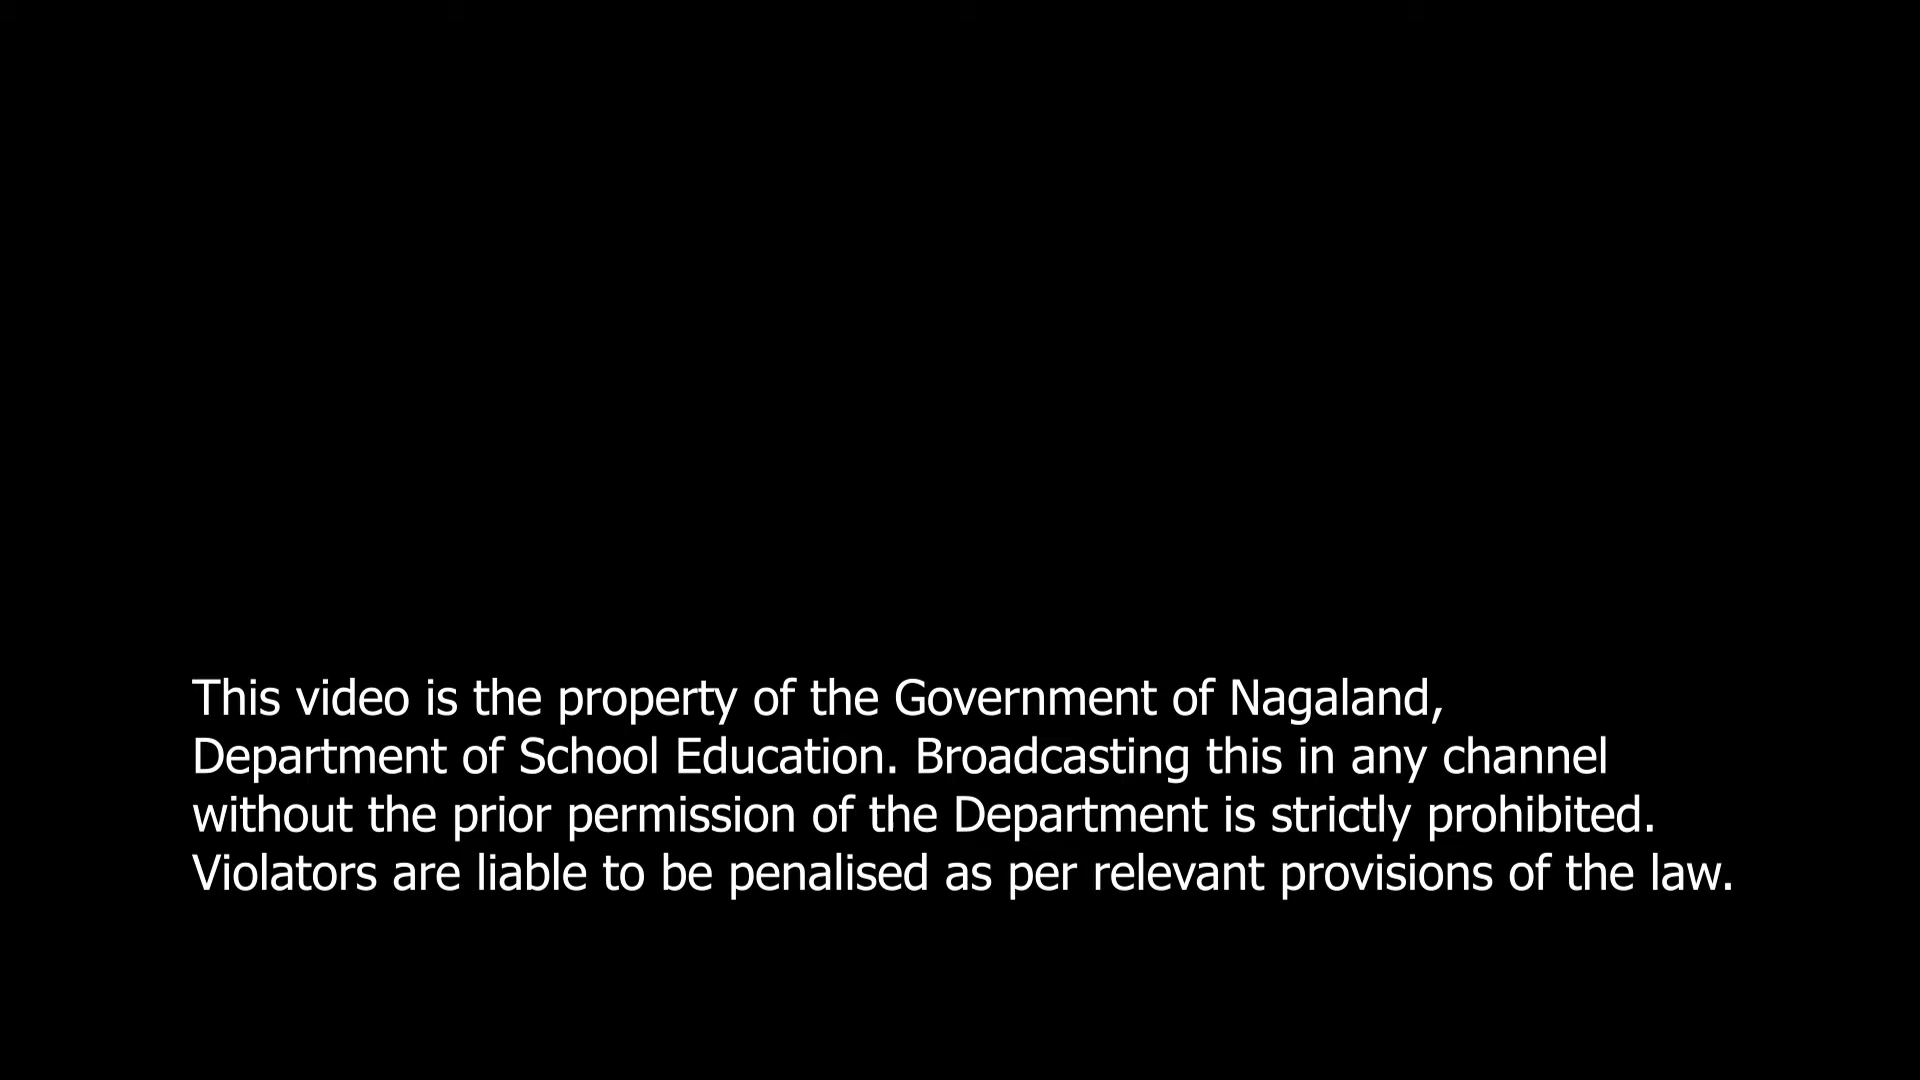 This video is the property of the Government of Nagaland,
Department of School Education. Broadcasting this in any channel
without the prior permission of the Department is strictly prohibited.
Violators are liable to be penalised as per relevant provisions of the law.